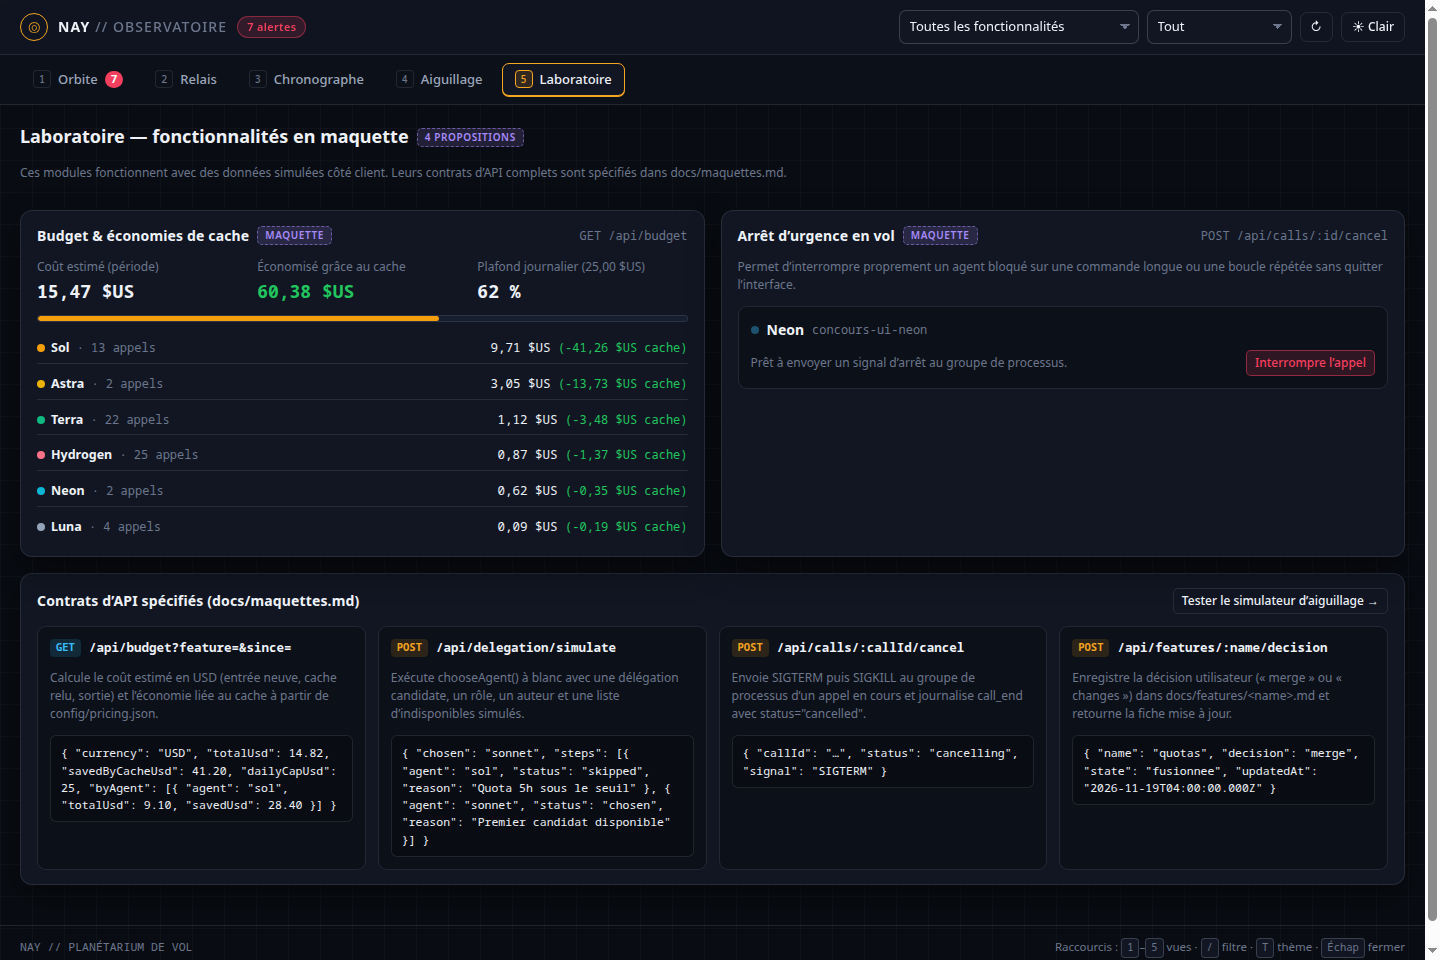 ◎ NAY // OBSERVATOIRE 7 alertes Toutes les fonctionnalités Tout ↻ ☀ Clair
1 Orbite 7 2 Relais 3 Chronographe 4 Aiguillage 5 Laboratoire
Laboratoire — fonctionnalités en maquette 4 PROPOSITIONS
Ces modules fonctionnent avec des données simulées côté client. Leurs contrats d’API complets sont spécifiés dans docs/maquettes.md.
Budget & économies de cache MAQUETTE GET /api/budget
Coût estimé (période) Économisé grâce au cache Plafond journalier (25,00 $US)
15,47 $US 60,38 $US 62 %
Sol · 13 appels 9,71 $US (-41,26 $US cache)
Astra · 2 appels 3,05 $US (-13,73 $US cache)
Terra · 22 appels 1,12 $US (-3,48 $US cache)
Hydrogen · 25 appels 0,87 $US (-1,37 $US cache)
Neon · 2 appels 0,62 $US (-0,35 $US cache)
Luna · 4 appels 0,09 $US (-0,19 $US cache)
Arrêt d’urgence en vol MAQUETTE POST /api/calls/:id/cancel
Permet d’interrompre proprement un agent bloqué sur une commande longue ou une boucle répétée sans quitter
l’interface.
Neon concours-ui-neon
Prêt à envoyer un signal d’arrêt au groupe de processus. Interrompre l’appel
Contrats d’API spécifiés (docs/maquettes.md) Tester le simulateur d’aiguillage →
GET /api/budget?feature=&since=
Calcule le coût estimé en USD (entrée neuve, cache
relu, sortie) et l’économie liée au cache à partir de
config/pricing.json.
{ "currency": "USD", "totalUsd": 14.82,
"savedByCacheUsd": 41.20, "dailyCapUsd":
25, "byAgent": [{ "agent": "sol",
"totalUsd": 9.10, "savedUsd": 28.40 }] }
POST /api/delegation/simulate
Exécute chooseAgent() à blanc avec une délégation
candidate, un rôle, un auteur et une liste
d’indisponibles simulés.
{ "chosen": "sonnet", "steps": [{
"agent": "sol", "status": "skipped",
"reason": "Quota 5h sous le seuil" }, {
"agent": "sonnet", "status": "chosen",
"reason": "Premier candidat disponible"
}] }
POST /api/calls/:callId/cancel
Envoie SIGTERM puis SIGKILL au groupe de
processus d’un appel en cours et journalise call_end
avec status="cancelled".
{ "callId": "…", "status": "cancelling",
"signal": "SIGTERM" }
POST /api/features/:name/decision
Enregistre la décision utilisateur (« merge » ou «
changes ») dans docs/features/<name>.md et
retourne la fiche mise à jour.
{ "name": "quotas", "decision": "merge",
"state": "fusionnee", "updatedAt":
"2026-11-19T04:00:00.000Z" }
NAY // PLANÉTARIUM DE VOL Raccourcis : 1–5 vues · / filtre · T thème · Échap fermer